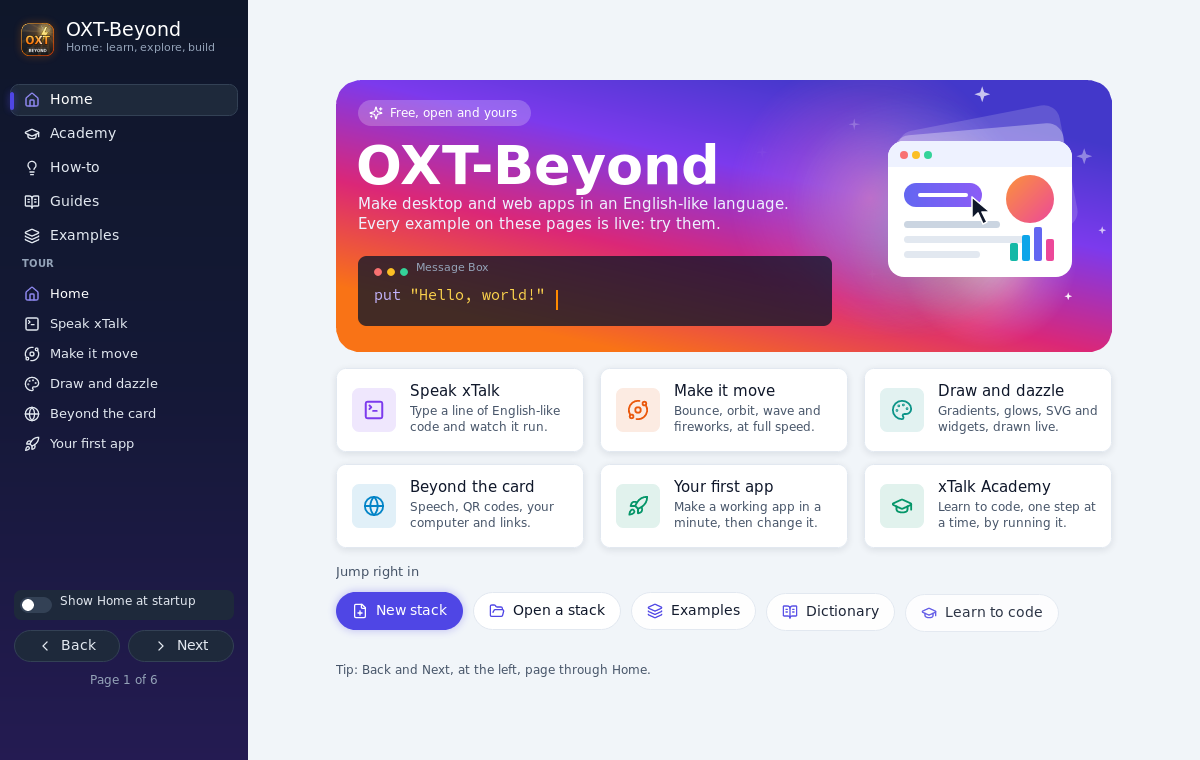 OXT
BEYOND
OXT-Beyond
Home: learn, explore, build
Home
Academy
How-to
Guides
Examples
TOUR
Home
Speak xTalk
Make it move
Draw and dazzle
Beyond the card
Your first app
Show Home at startup
Back
Next
Page 1 of 6
Free, open and yours
OXT-Beyond
Make desktop and web apps in an English-like language.
Every example on these pages is live: try them.
Message Box
put "Hello, world!"
Speak xTalk
Type a line of English-like
code and watch it run.
Make it move
Bounce, orbit, wave and
fireworks, at full speed.
Draw and dazzle
Gradients, glows, SVG and
widgets, drawn live.
Beyond the card
Speech, QR codes, your
computer and links.
Your first app
Make a working app in a
minute, then change it.
xTalk Academy
Learn to code, one step at
a time, by running it.
Jump right in
New stack
Open a stack
Examples
Dictionary
Learn to code
Tip: Back and Next, at the left, page through Home.